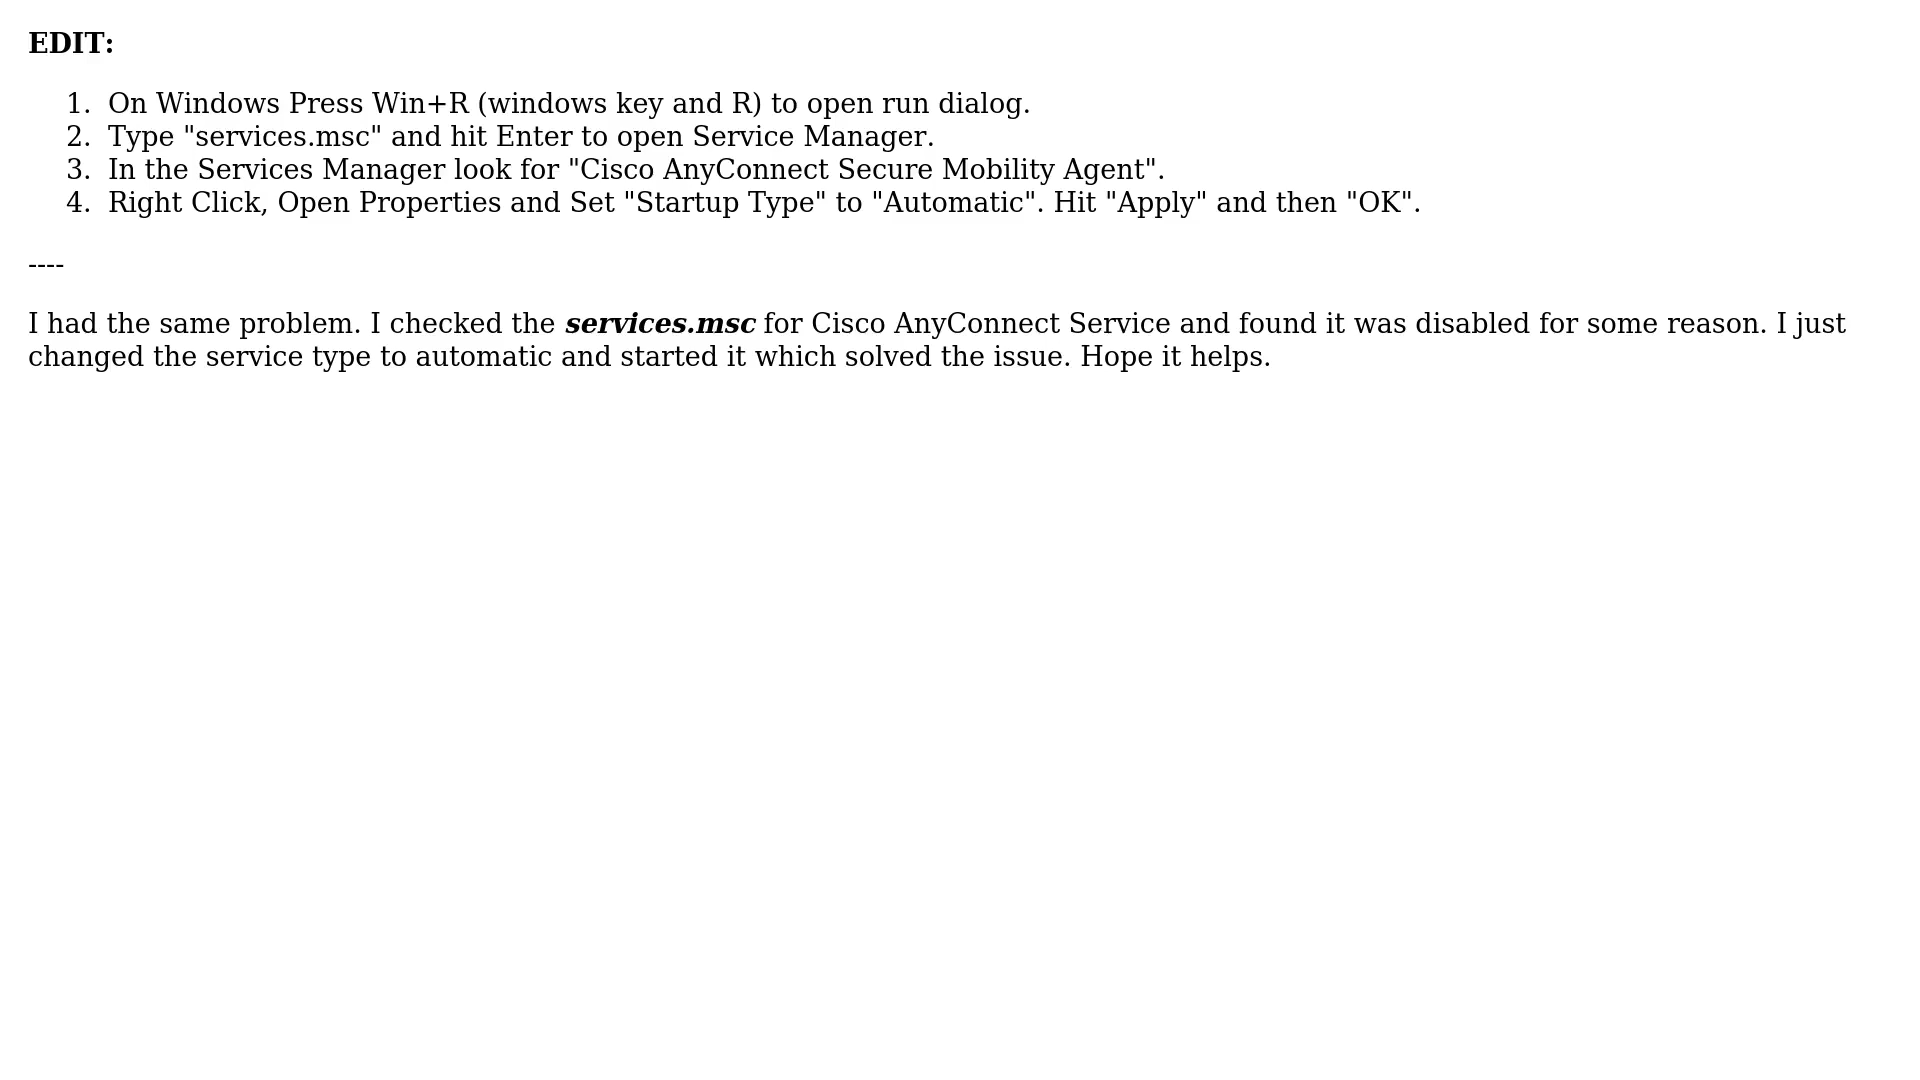 EDIT:
1. On Windows Press Win+R (windows key and R) to open run dialog.
2. Type "services.msc" and hit Enter to open Service Manager.
3. In the Services Manager look for "Cisco AnyConnect Secure Mobility Agent".
4. Right Click, Open Properties and Set "Startup Type" to "Automatic". Hit "Apply" and then "OK".
----
I had the same problem. I checked the services.msc for Cisco AnyConnect Service and found it was disabled for some reason. I just
changed the service type to automatic and started it which solved the issue. Hope it helps.